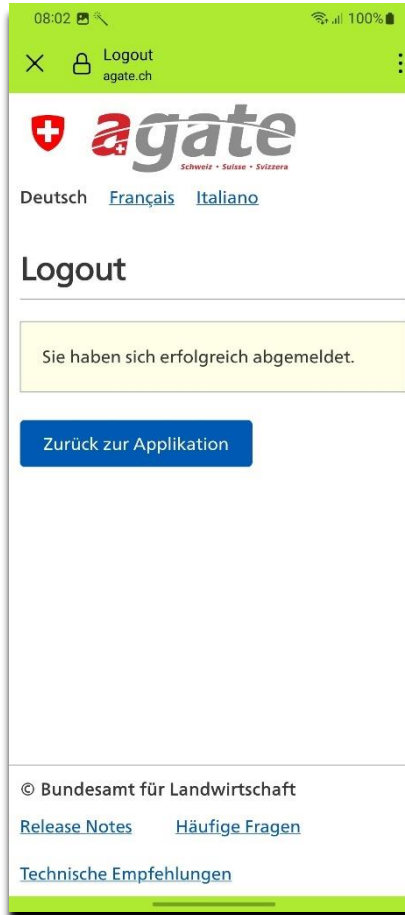 08:02
100%
Logout
agate.ch
agate
Schweiz • Suisse • Svizzera
Deutsch Français Italiano
Logout
Sie haben sich erfolgreich abgemeldet.
Zurück zur Applikation
© Bundesamt für Landwirtschaft
Release Notes Häufige Fragen
Technische Empfehlungen